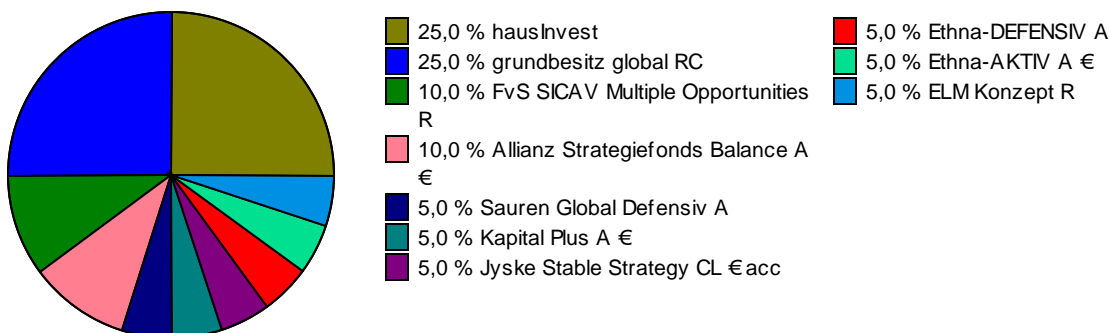 25,0 % hausInvest
25,0 % grundbesitz global RC
10,0 % FvS SICAV Multiple Opportunities
R
10,0 % Allianz Strategiefonds Balance A
€
5,0 % Sauren Global Defensiv A
5,0 % Kapital Plus A €
5,0 % Jyske Stable Strategy CL € acc
5,0 % Ethna-DEFENSIV A
5,0 % Ethna-AKTIV A €
5,0 % ELM Konzept R